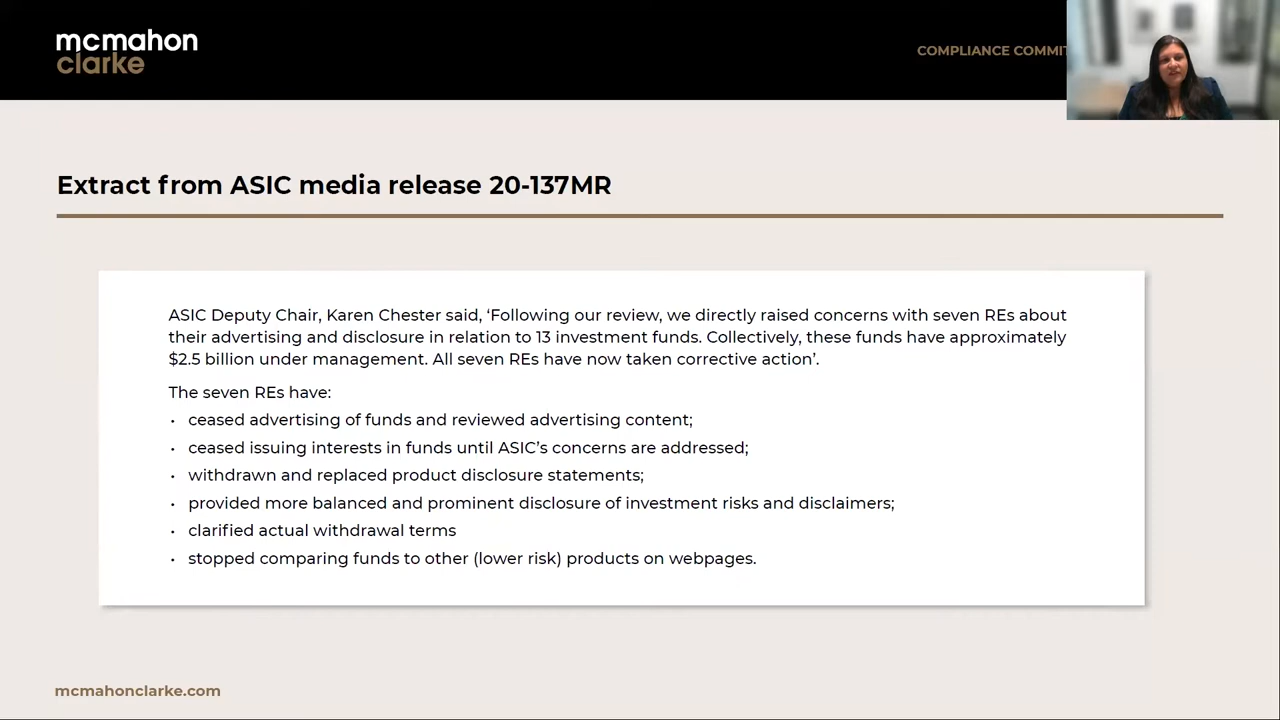 mcmahon
clarke
COMPLIANCE COMMIT
Extract from ASIC media release 20-137MR
ASIC Deputy Chair, Karen Chester said, ‘Following our review, we directly raised concerns with seven REs about
their advertising and disclosure in relation to 13 investment funds. Collectively, these funds have approximately
$2.5 billion under management. All seven REs have now taken corrective action’.
The seven REs have:
• ceased advertising of funds and reviewed advertising content;
• ceased issuing interests in funds until ASIC’s concerns are addressed;
• withdrawn and replaced product disclosure statements;
• provided more balanced and prominent disclosure of investment risks and disclaimers;
• clarified actual withdrawal terms
• stopped comparing funds to other (lower risk) products on webpages.
mcmahonclarke.com